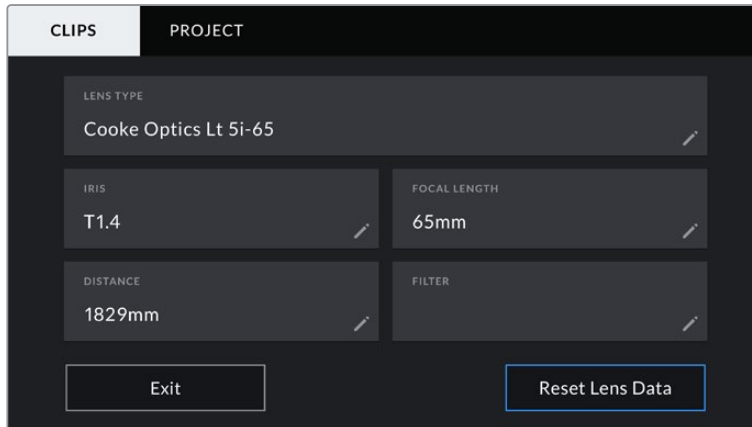 CLIPS PROJECT
LENS TYPE
Cooke Optics Lt 5i-65
IRIS
T1.4
FOCAL LENGTH
65mm
DISTANCE
1829mm
FILTER
Exit
Reset Lens Data